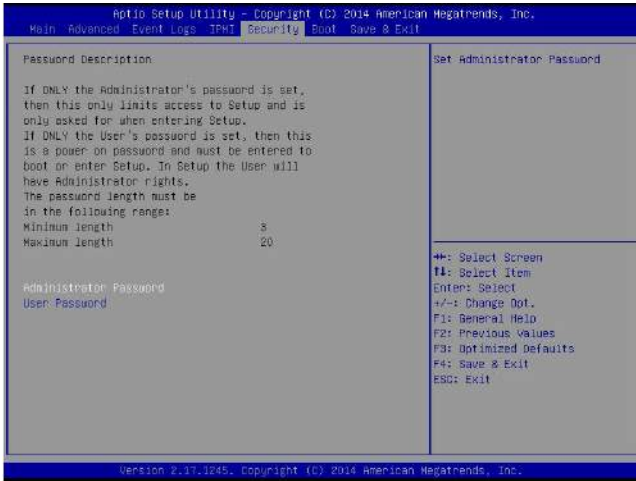 Aptio Setup Utility - Copyright (C) 2014 American Megatrends, Inc.
Main Advanced Event Logs IPMI Security Boot Save & Exit
Password Description
If ONLY the Administrator's password is set,
then this only limits access to Setup and is
only asked for when entering Setup.
If ONLY the User's password is set, then this
is a power on password and must be entered to
boot or enter Setup. In Setup the User will
have Administrator rights.
The password length must be
in the following range:
Minimum length 3
Maximum length 20
Administrator Password
User Password
Set Administrator Password
→←: Select Screen
↑↓: Select Item
Enter: Select
+/-: Change Opt.
F1: General Help
F2: Previous Values
F3: Optimized Defaults
F4: Save & Exit
ESC: Exit
Version 2.17.1245. Copyright (C) 2014 American Megatrends, Inc.